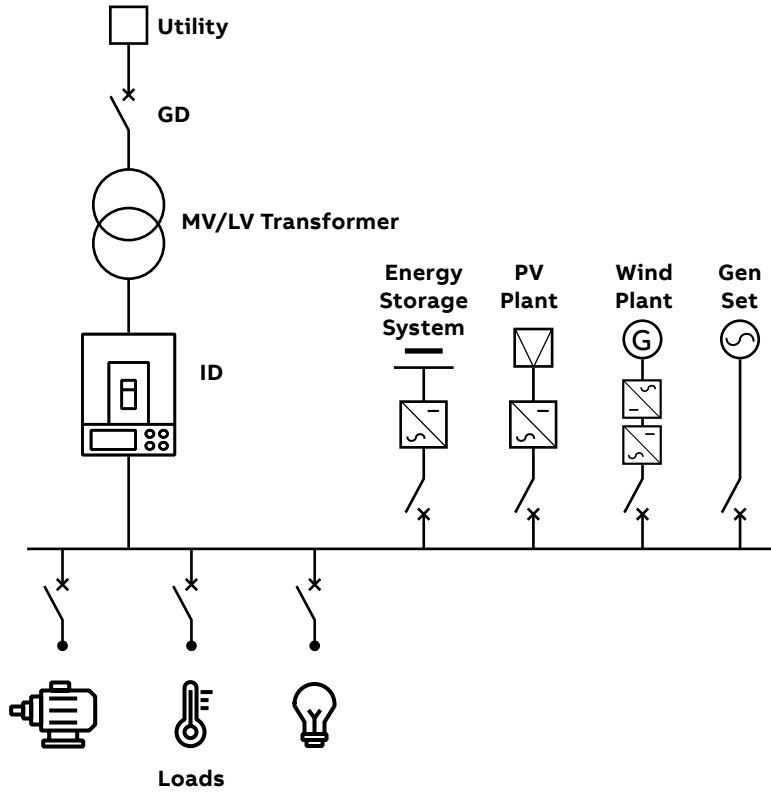 Utility
GD
MV/LV Transformer
Energy
Storage
System
PV
Plant
Wind
Plant
Gen
Set
G
ID
Loads